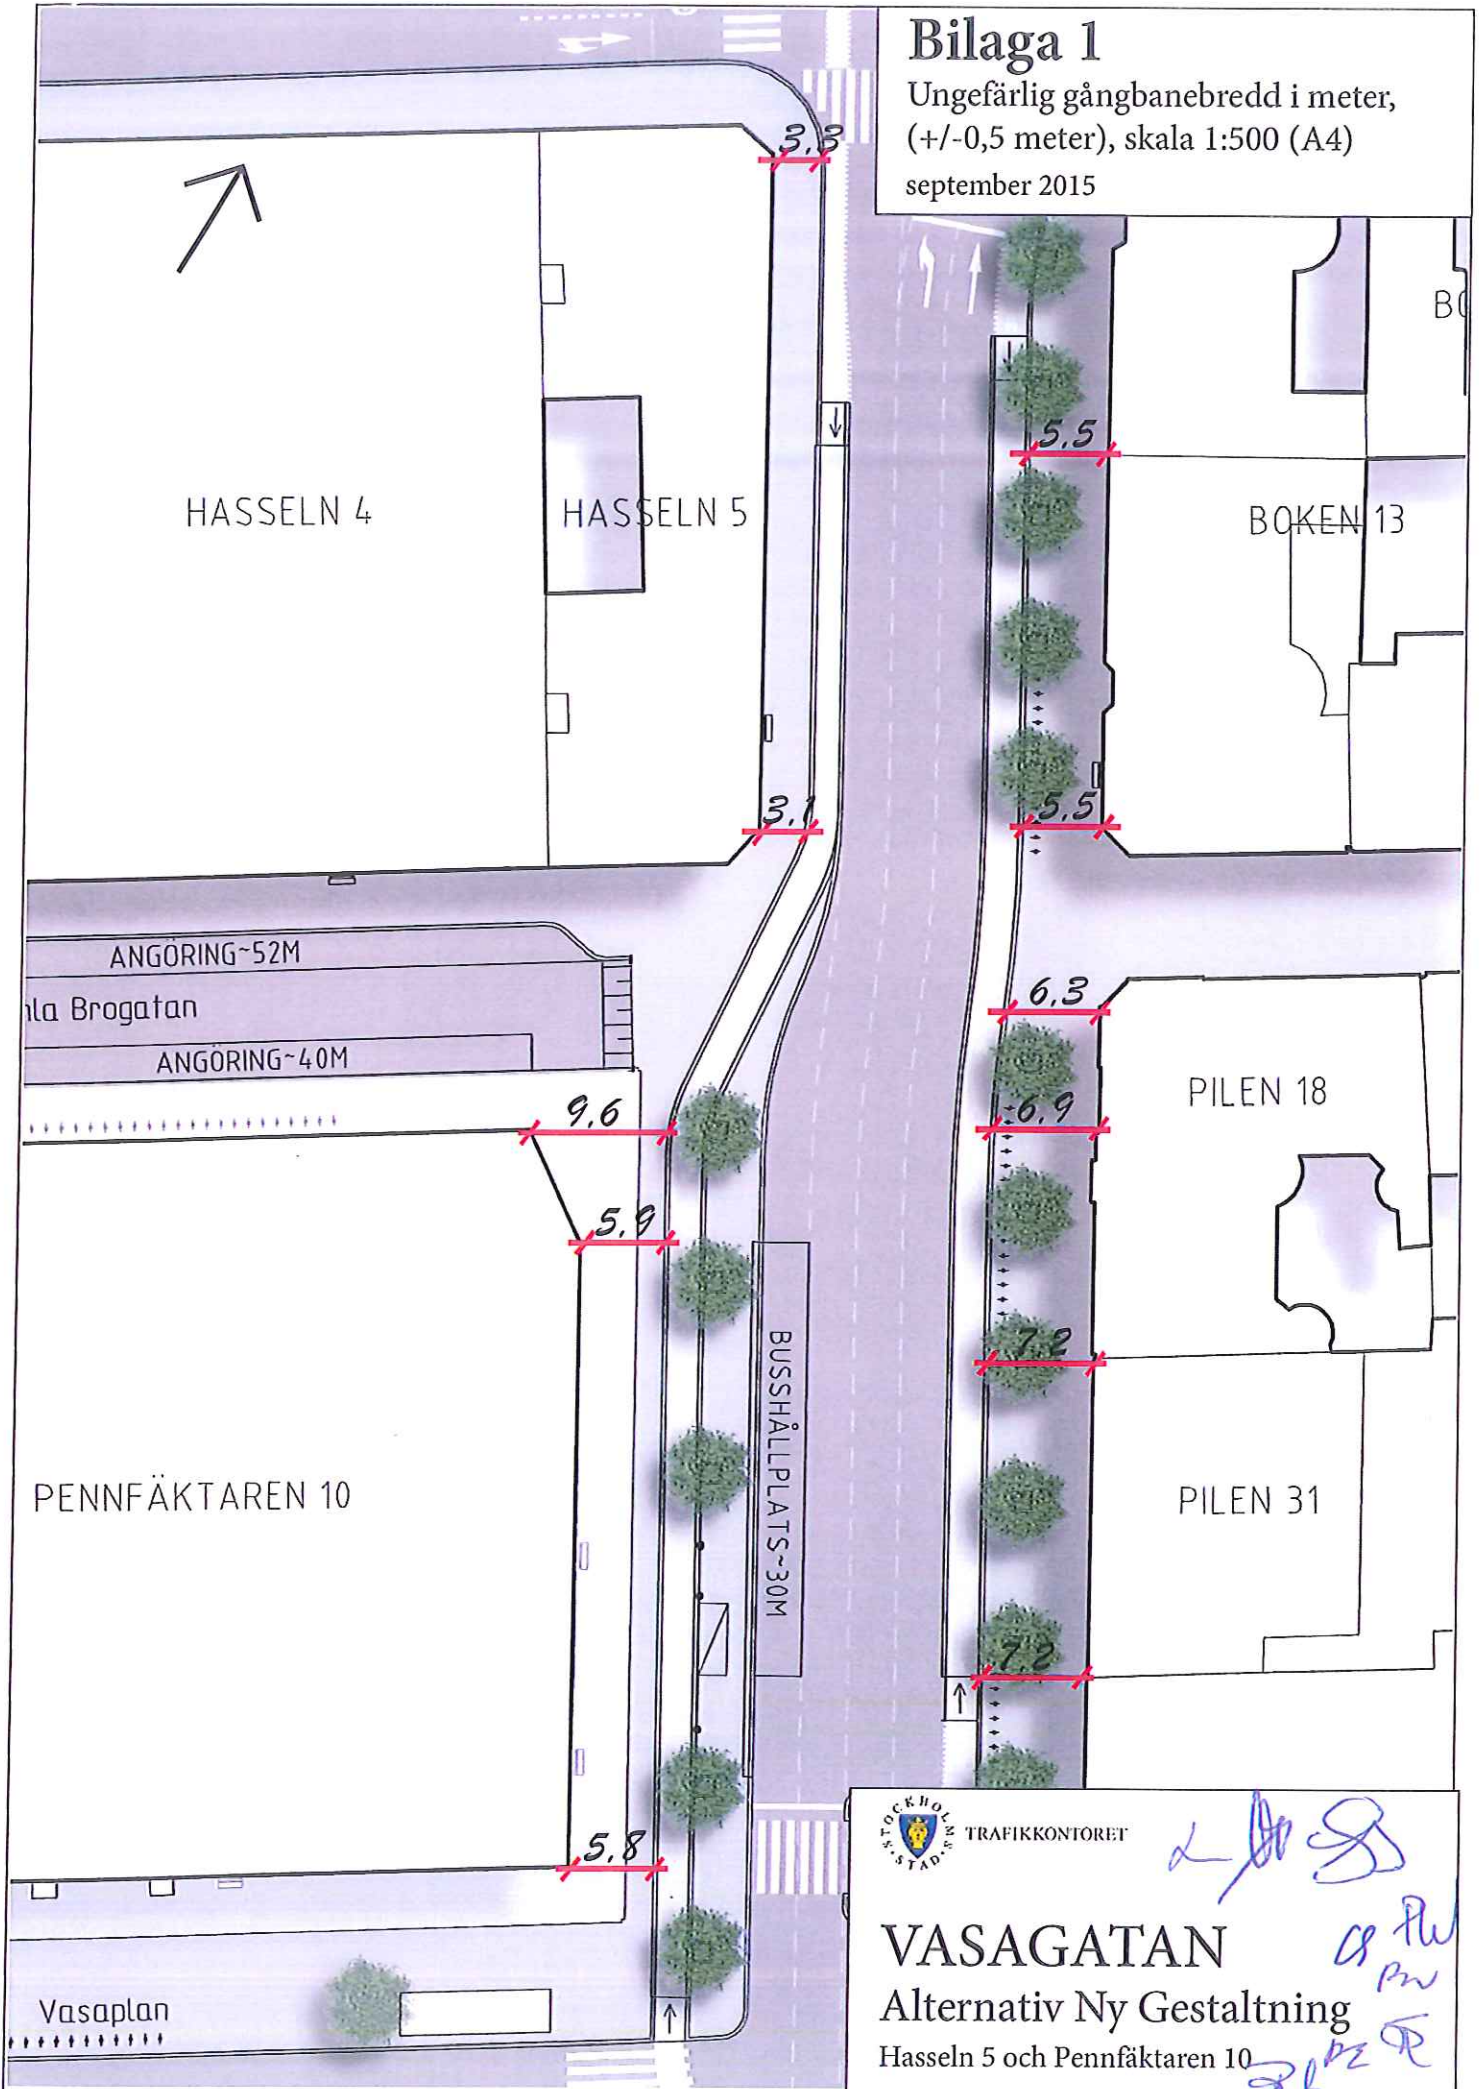 Bilaga 1
Ungefärlig gångbanebredd i meter,
(+/-0,5 meter), skala 1:500 (A4)
september 2015
3,3
5,5
HASSELN 4
HASSELN 5
BOKEN 13
3,1
5,5
ANGÖRING~52M
Brogatan
ANGÖRING~40M
6,3
PILEN 18
9,6
6,9
5,9
7,2
BUSSHÅLLPLATS~30M
PENNFÄKTAREN 10
PILEN 31
7,2
5,8
STOCKHOLMS STAD
TRAFIKKONTORET
VASAGATAN
Alternativ Ny Gestaltning
Hasseln 5 och Pennfäktaren 10
Vasaplan